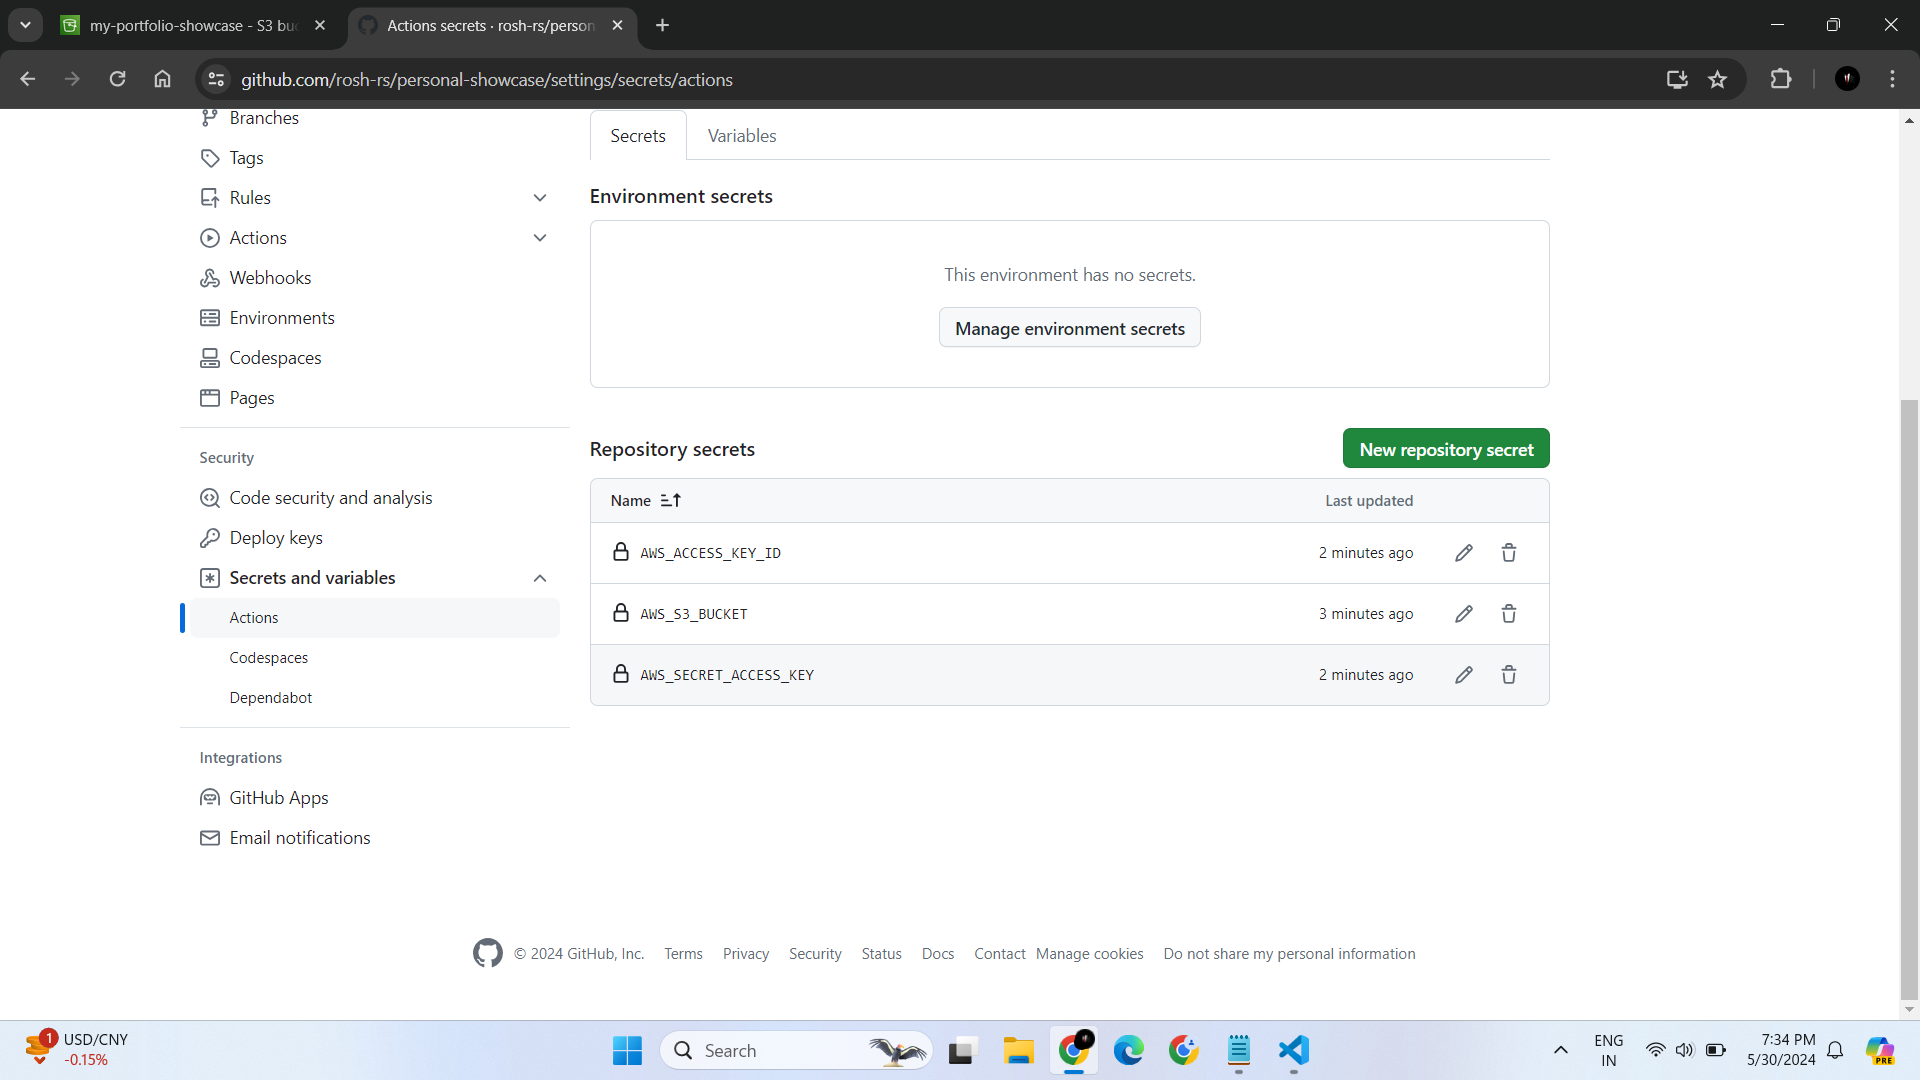 my-portfolio-showcase - S3 buc
Actions secrets · rosh-rs/person
github.com/rosh-rs/personal-showcase/settings/secrets/actions
Branches
Tags
Rules
Actions
Webhooks
Environments
Codespaces
Pages
Security
Code security and analysis
Deploy keys
Secrets and variables
Actions
Codespaces
Dependabot
Integrations
GitHub Apps
Email notifications
Secrets
Variables
Environment secrets
This environment has no secrets.
Manage environment secrets
Repository secrets
New repository secret
Name
Last updated
AWS_ACCESS_KEY_ID
2 minutes ago
AWS_S3_BUCKET
3 minutes ago
AWS_SECRET_ACCESS_KEY
2 minutes ago
© 2024 GitHub, Inc.
Terms
Privacy
Security
Status
Docs
Contact
Manage cookies
Do not share my personal information
1
USD/CNY
-0.15%
Search
ENG
IN
7:34 PM
5/30/2024
PRE